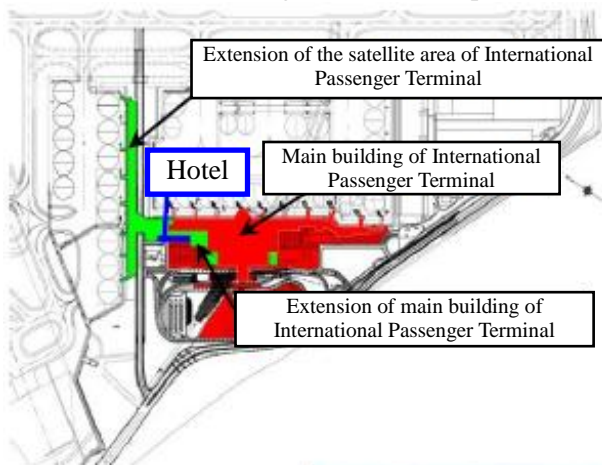 Extension of the satellite area of International
Passenger Terminal
Hotel
Main building of International
Passenger Terminal
Extension of main building of
International Passenger Terminal